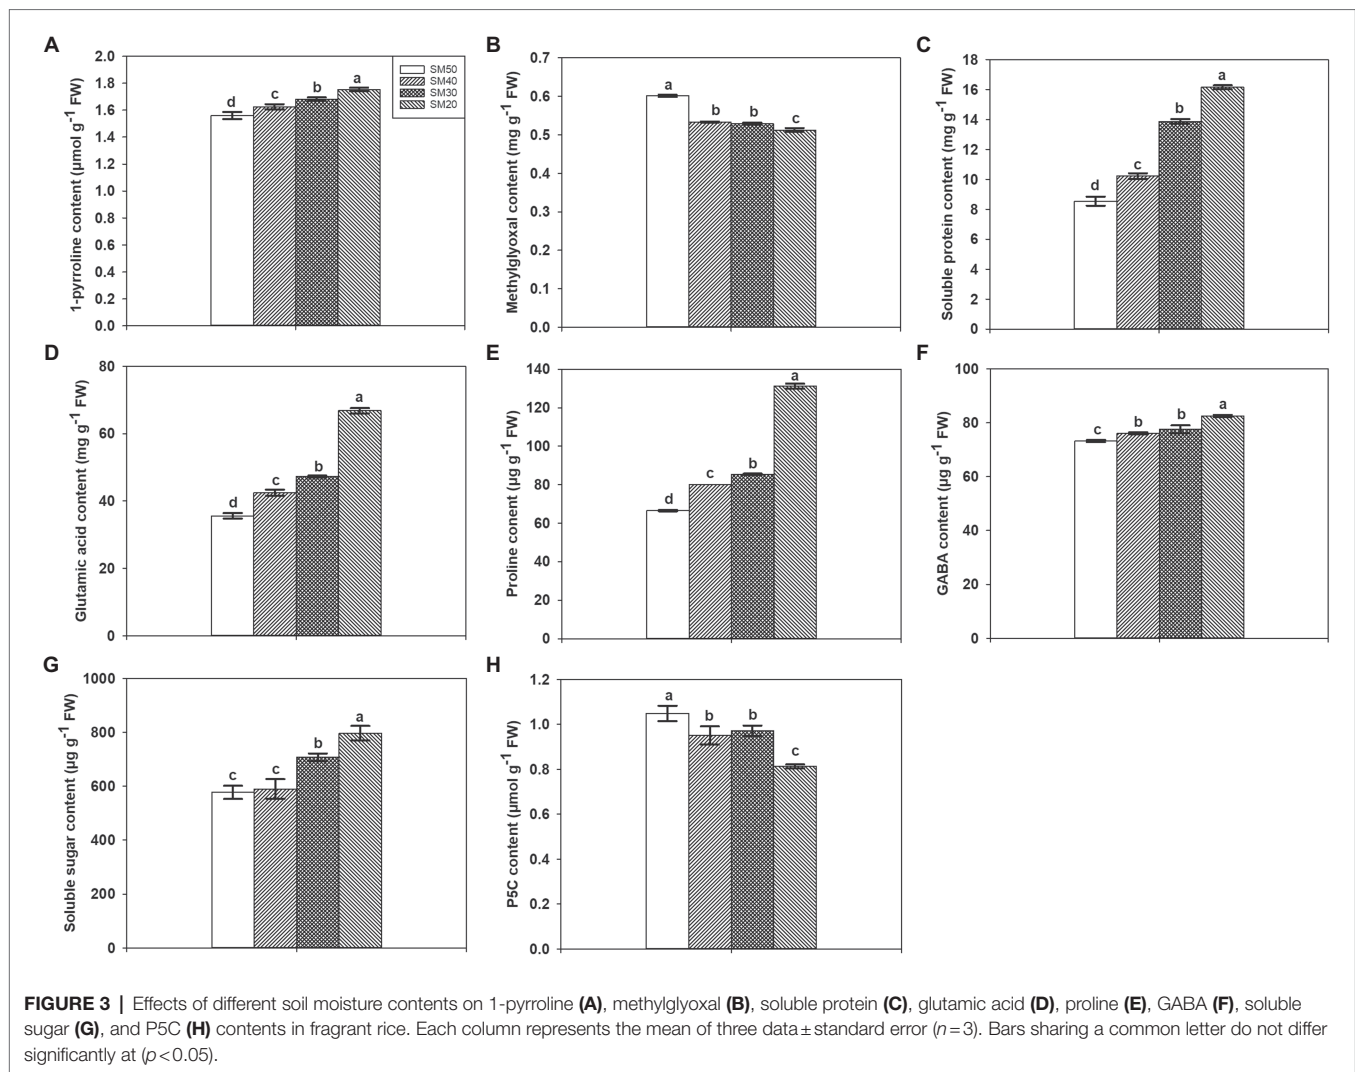 A
1-pyrroline content (µmol g-1 FW)
2.0
1.8
1.6
1.4
1.2
1.0
0.8
0.6
0.4
0.2
0.0
d
c
b
a
SM50
SM40
SM30
SM20
B
Methylglyoxal content (mg g-1 FW)
0.7
0.6
0.5
0.4
0.3
0.2
0.1
0.0
a
b
b
c
C
Soluble protein content (mg g-1 FW)
18
16
14
12
10
8
6
4
2
0
d
c
b
a
D
Glutamic acid content (mg g-1 FW)
80
60
40
20
0
d
c
b
a
E
Proline conent (µg g-1 FW)
140
120
100
80
60
40
20
0
d
c
b
a
F
GABA content (µg g-1 FW)
100
80
60
40
20
0
c
b
b
a
G
Soluble sugar content (µg g-1 FW)
1000
800
600
400
200
0
c
c
b
a
H
P5C content (µmol g-1 FW)
1.2
1.0
0.8
0.6
0.4
0.2
0.0
a
b
b
c
FIGURE 3 | Effects of different soil moisture contents on 1-pyrroline (A), methylglyoxal (B), soluble protein (C), glutamic acid (D), proline (E), GABA (F), soluble
sugar (G), and P5C (H) contents in fragrant rice. Each column represents the mean of three data ± standard error (n = 3). Bars sharing a common letter do not differ
significantly at (p < 0.05).